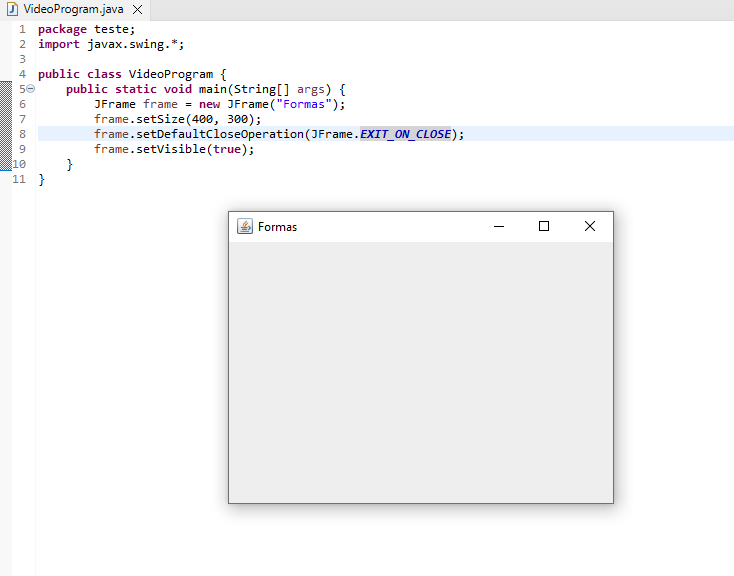 VideoProgram.java
1 package teste;
2 import javax.swing.*;
3
4 public class VideoProgram {
5 public static void main(String[] args) {
6 JFrame frame = new JFrame("Formas");
7 frame.setSize(400, 300);
8 frame.setDefaultCloseOperation(JFrame.EXIT_ON_CLOSE);
9 frame.setVisible(true);
10 }
11 }
Formas